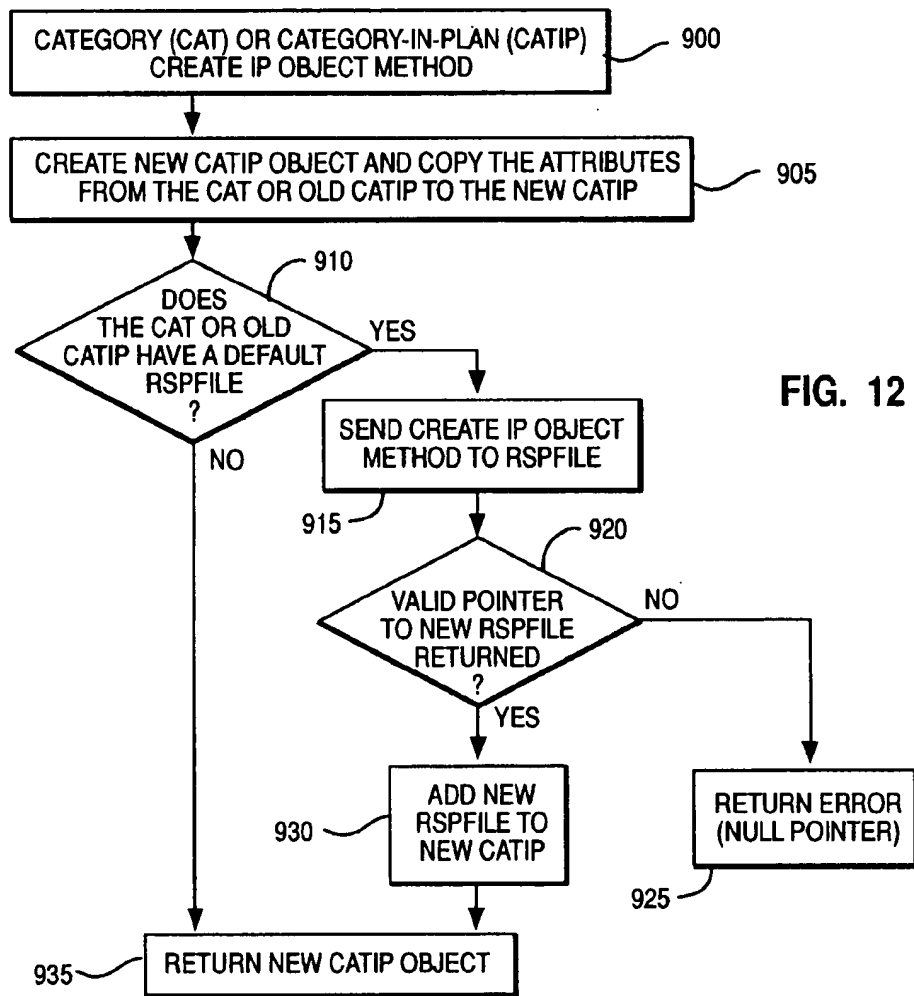 CATEGORY (CAT) OR CATEGORY-IN-PLAN (CATIP)
CREATE IP OBJECT METHOD
900
CREATE NEW CATIP OBJECT AND COPY THE ATTRIBUTES
FROM THE CAT OR OLD CATIP TO THE NEW CATIP
905
910
DOES
THE CAT OR OLD
CATIP HAVE A DEFAULT
RSPFILE
?
YES
NO
FIG. 12
SEND CREATE IP OBJECT
METHOD TO RSPFILE
915
920
VALID POINTER
TO NEW RSPFILE
RETURNED
?
NO
YES
930
ADD NEW
RSPFILE TO
NEW CATIP
RETURN ERROR
(NULL POINTER)
925
935
RETURN NEW CATIP OBJECT